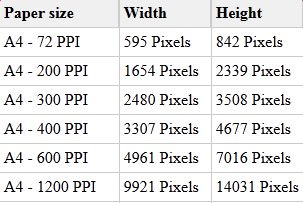 Paper size Width Height
A4 - 72 PPI 595 Pixels 842 Pixels
A4 - 200 PPI 1654 Pixels 2339 Pixels
A4 - 300 PPI 2480 Pixels 3508 Pixels
A4 - 400 PPI 3307 Pixels 4677 Pixels
A4 - 600 PPI 4961 Pixels 7016 Pixels
A4 - 1200 PPI 9921 Pixels 14031 Pixels